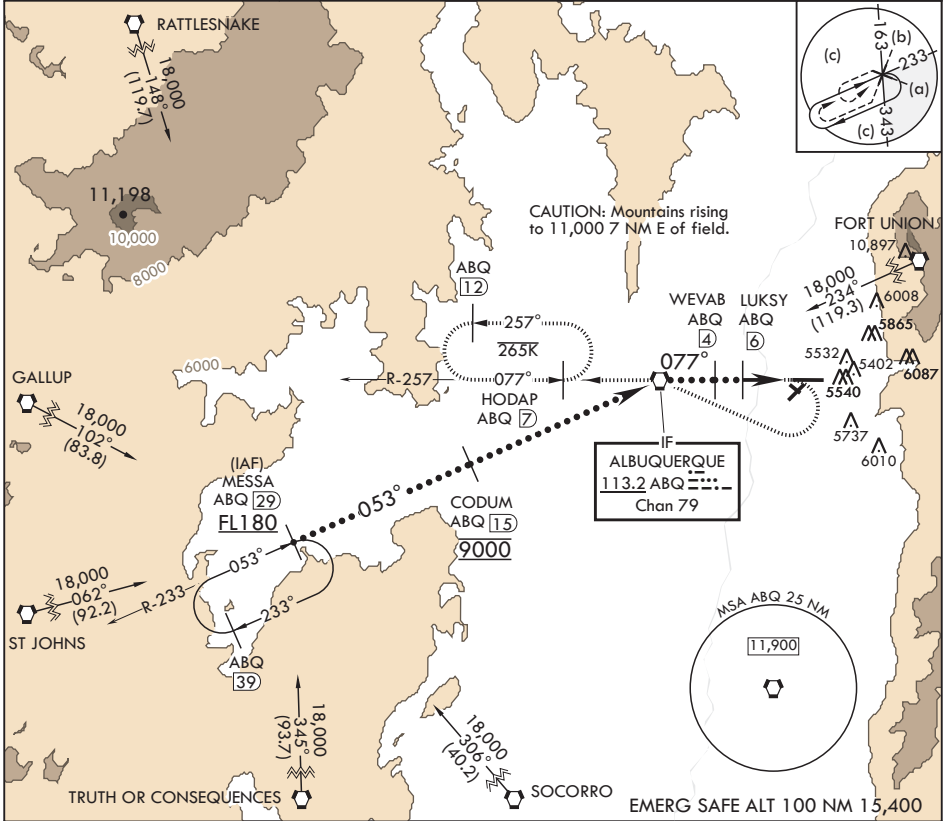 RATTLESNAKE
18,000
148°
(119.7)
163
(b)
(c)
233
(a)
(c)
343
11,198
10,000
8000
CAUTION: Mountains rising
to 11,000 7 NM E of field.
FORT UNION
10,897
18,000
234°
(119.3)
6008
5865
5532
5402
6087
5540
5737
6010
ABQ
12
257°
265K
R-257
077°
HODAP
ABQ 7
WEVAB
ABQ
4
LUKSY
ABQ
6
077°
6000
GALLUP
18,000
102°
(83.8)
IF
ALBUQUERQUE
113.2 ABQ
Chan 79
(IAF)
MESSA
ABQ 29
FL180
053°
CODUM
ABQ 15
9000
18,000
062°
(92.2)
R-233
053°
233°
ST JOHNS
ABQ
39
MSA ABQ 25 NM
11,900
18,000
345°
(93.7)
18,000
306°
(40.2)
TRUTH OR CONSEQUENCES
SOCORRO
EMERG SAFE ALT 100 NM 15,400